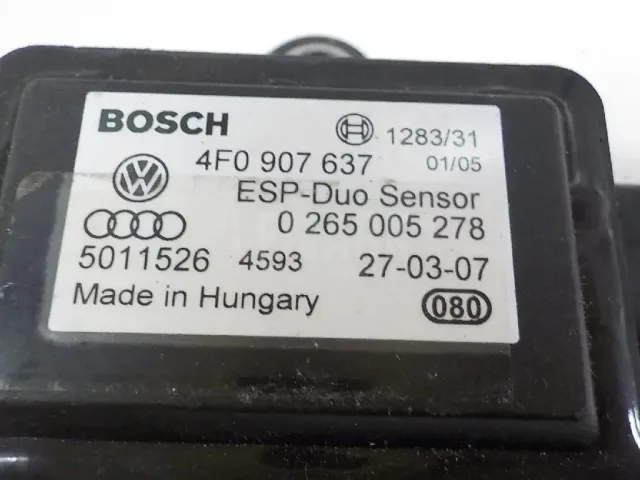 BOSCH 1283/31
4F0 907 637 01/05
ESP-Duo Sensor
0 265 005 278
5011526 4593 27-03-07
Made in Hungary 080